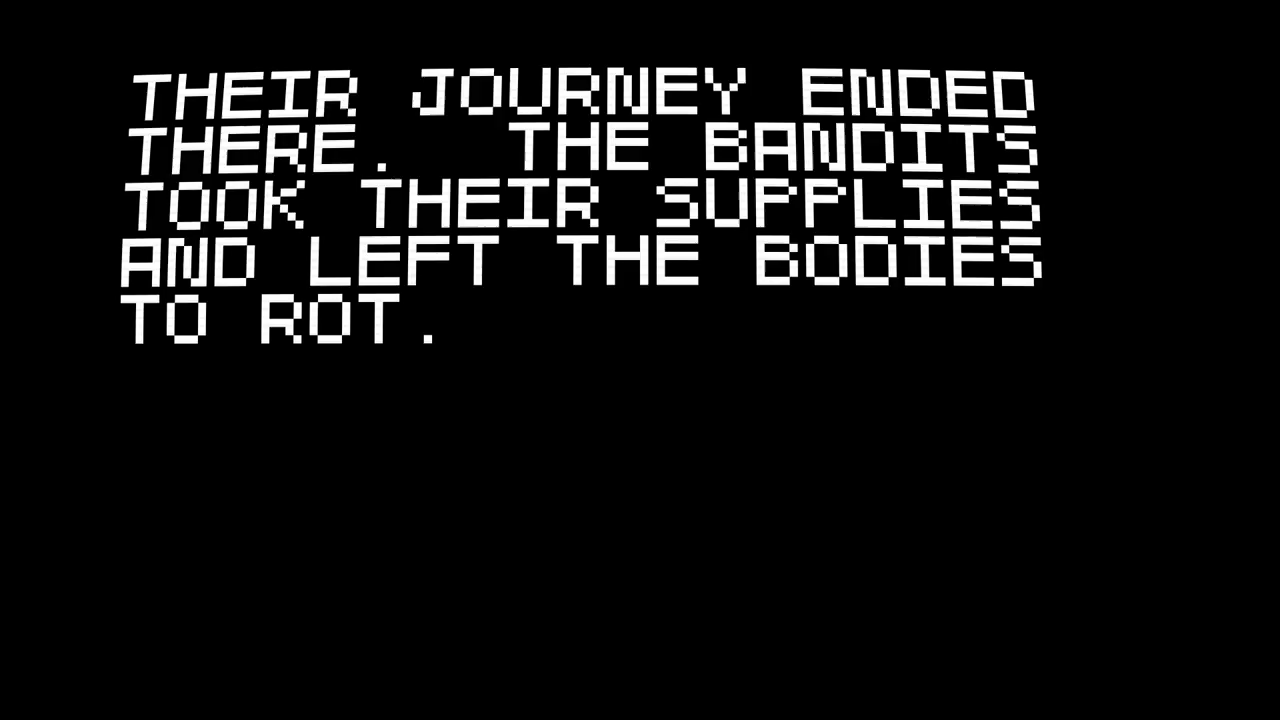 THEIR JOURNEY ENDED
THERE.  THE BANDITS
TOOK THEIR SUPPLIES
AND LEFT THE BODIES
TO ROT.